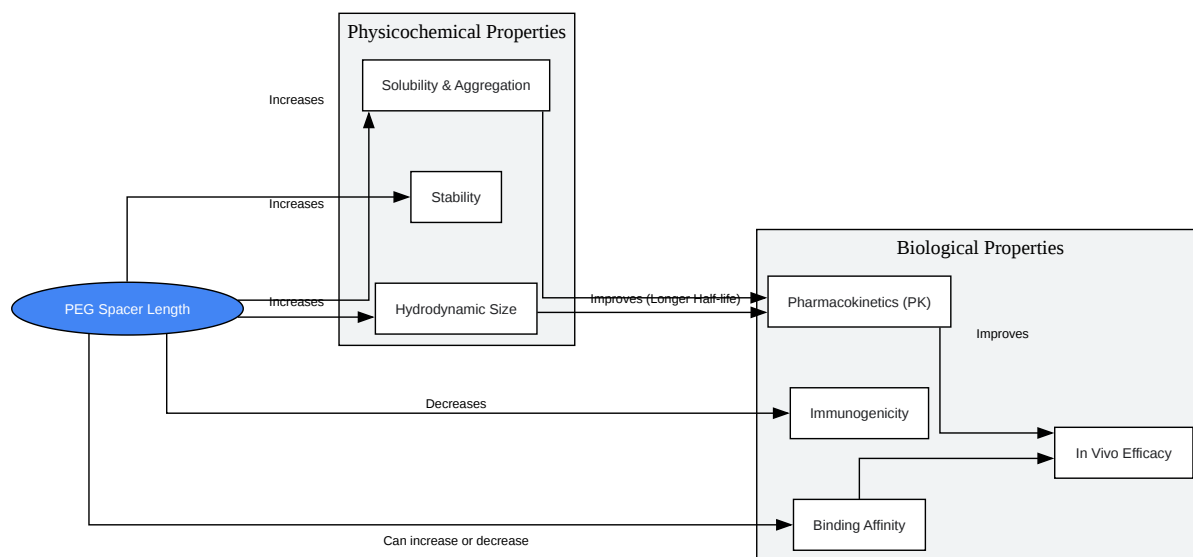 Physicochemical Properties
Solubility & Aggregation
Increases
Stability
Increases
Biological Properties
PEG Spacer Length
Increases
Hydrodynamic Size
Improves (Longer Half-life)
Pharmacokinetics (PK)
Improves
Decreases
Immunogenicity
In Vivo Efficacy
Binding Affinity
Can increase or decrease